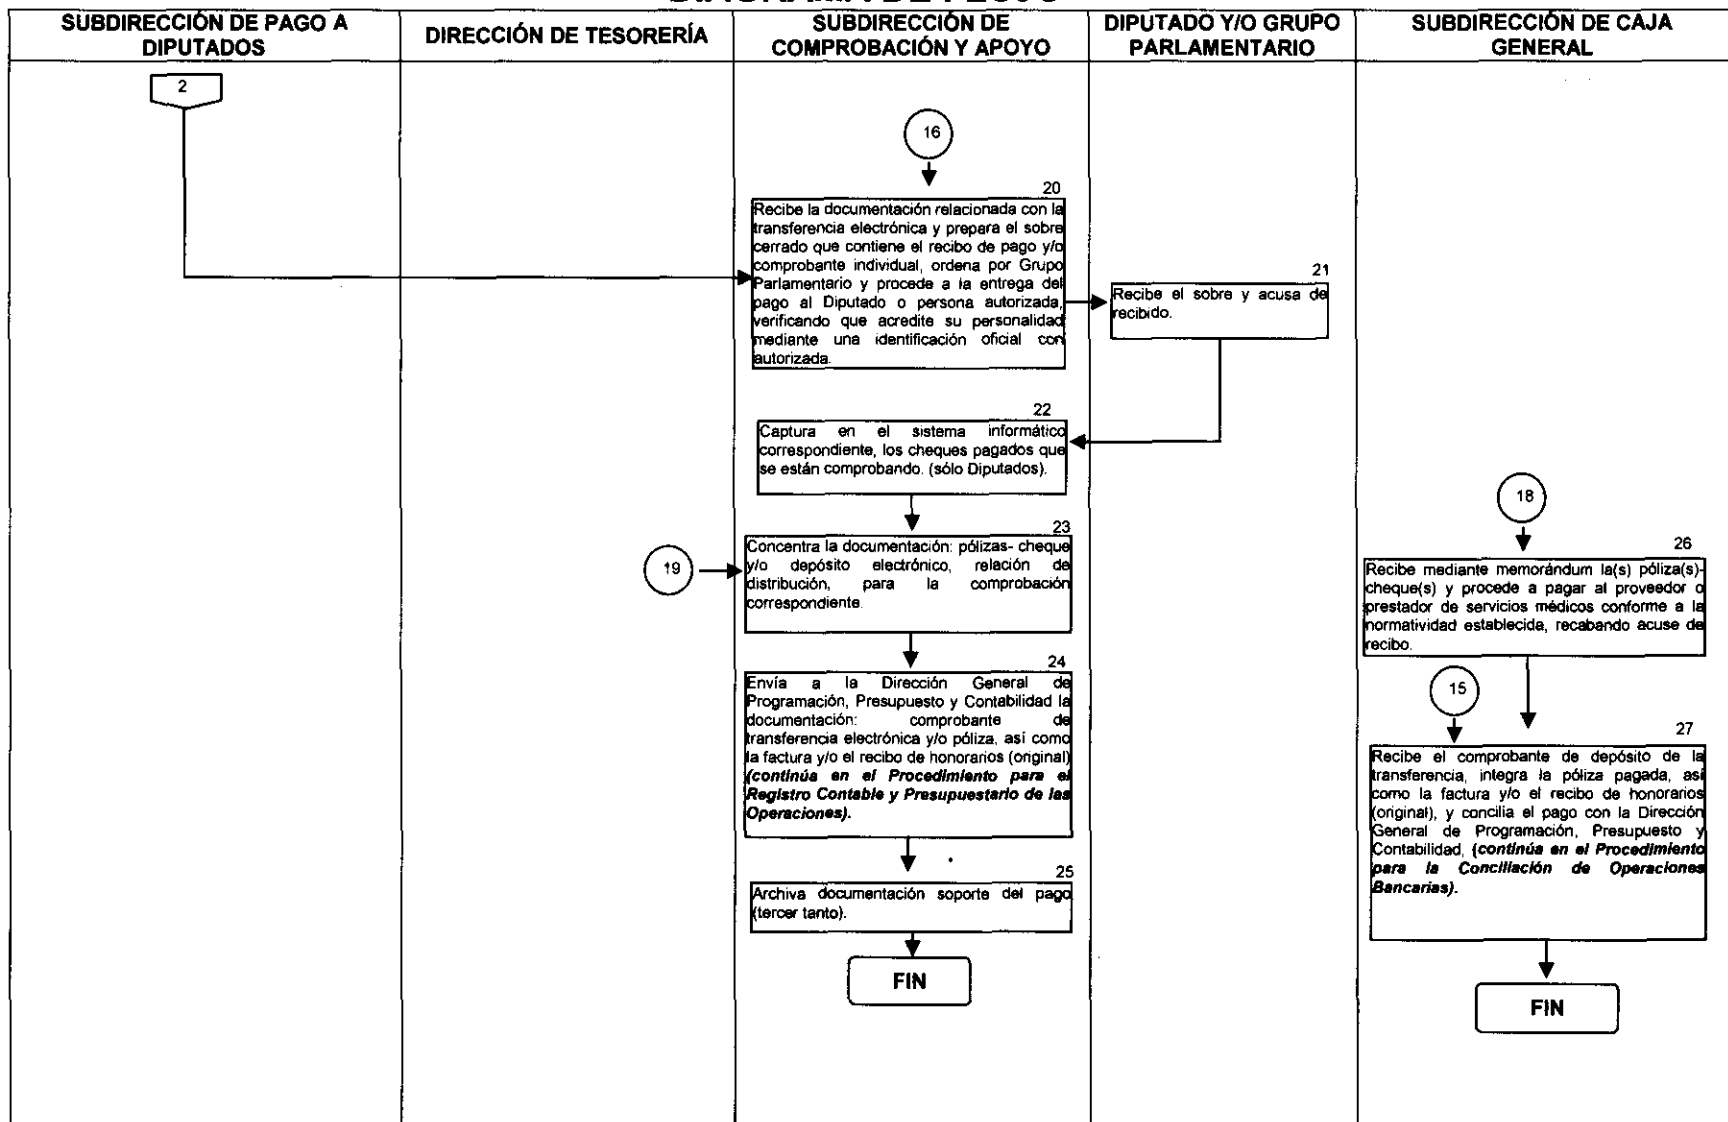 DIAGRAMA DE FLUJO
SUBDIRECCIÓN DE PAGO A
DIPUTADOS
DIRECCIÓN DE TESORERÍA
SUBDIRECCIÓN DE
COMPROBACIÓN Y APOYO
DIPUTADO Y/O GRUPO
PARLAMENTARIO
SUBDIRECCIÓN DE CAJA
GENERAL
2
16
20
Recibe la documentación relacionada con la
transferencia electrónica y prepara el sobre
cerrado que contiene el recibo de pago y/o
comprobante individual, ordena por Grupo
Parlamentario y procede a la entrega del
pago al Diputado o persona autorizada,
verificando que acredite su personalidad
mediante una identificación oficial con
autorizada.
21
Recibe el sobre y acusa de
recibido.
22
Captura en el sistema informático
correspondiente, los cheques pagados que
se están comprobando. (sólo Diputados).
19
23
Concentra la documentación: pólizas- cheque
y/o depósito electrónico, relación de
distribución, para la comprobación
correspondiente.
24
Envía a la Dirección General de
Programación, Presupuesto y Contabilidad la
documentación: comprobante de
transferencia electrónica y/o póliza, así como
la factura y/o el recibo de honorarios (original)
(continúa en el Procedimiento para el
Registro Contable y Presupuestario de las
Operaciones).
25
Archiva documentación soporte del pago
(tercer tanto).
FIN
18
26
Recibe mediante memorándum la(s) póliza(s)-
cheque(s) y procede a pagar al proveedor o
prestador de servicios médicos conforme a la
normatividad establecida, recabando acuse de
recibo.
15
27
Recibe el comprobante de depósito de la
transferencia, integra la póliza pagada, así
como la factura y/o el recibo de honorarios
(original), y concilia el pago con la Dirección
General de Programación, Presupuesto y
Contabilidad, (continúa en el Procedimiento
para la Conciliación de Operaciones
Bancarias).
FIN